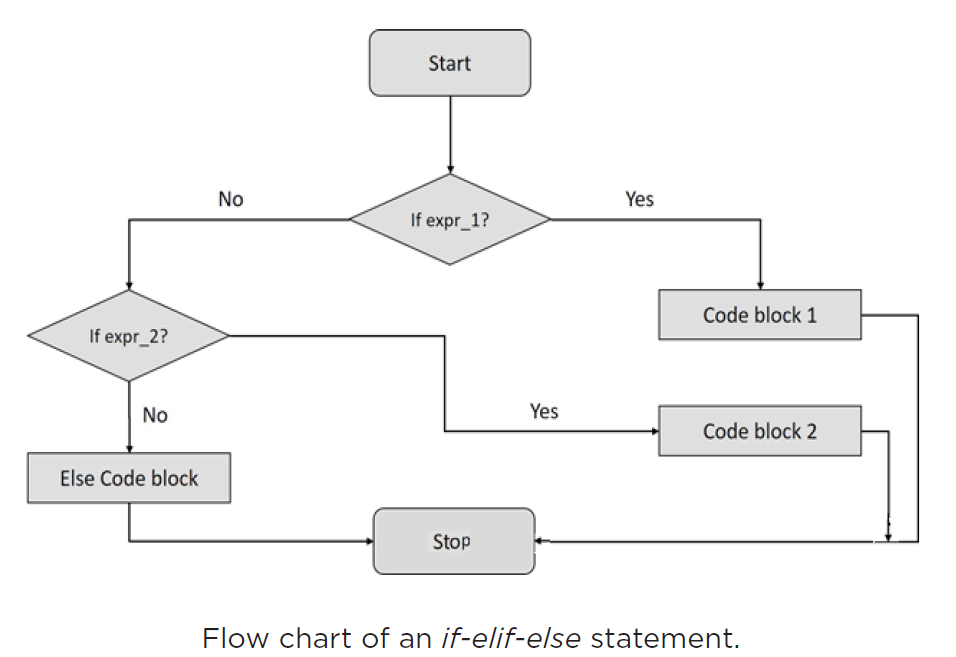 Start
No
Yes
If expr_1?
Code block 1
If expr_2?
Yes
Code block 2
No
Else Code block
Stop
Flow chart of an if-elif-else statement.